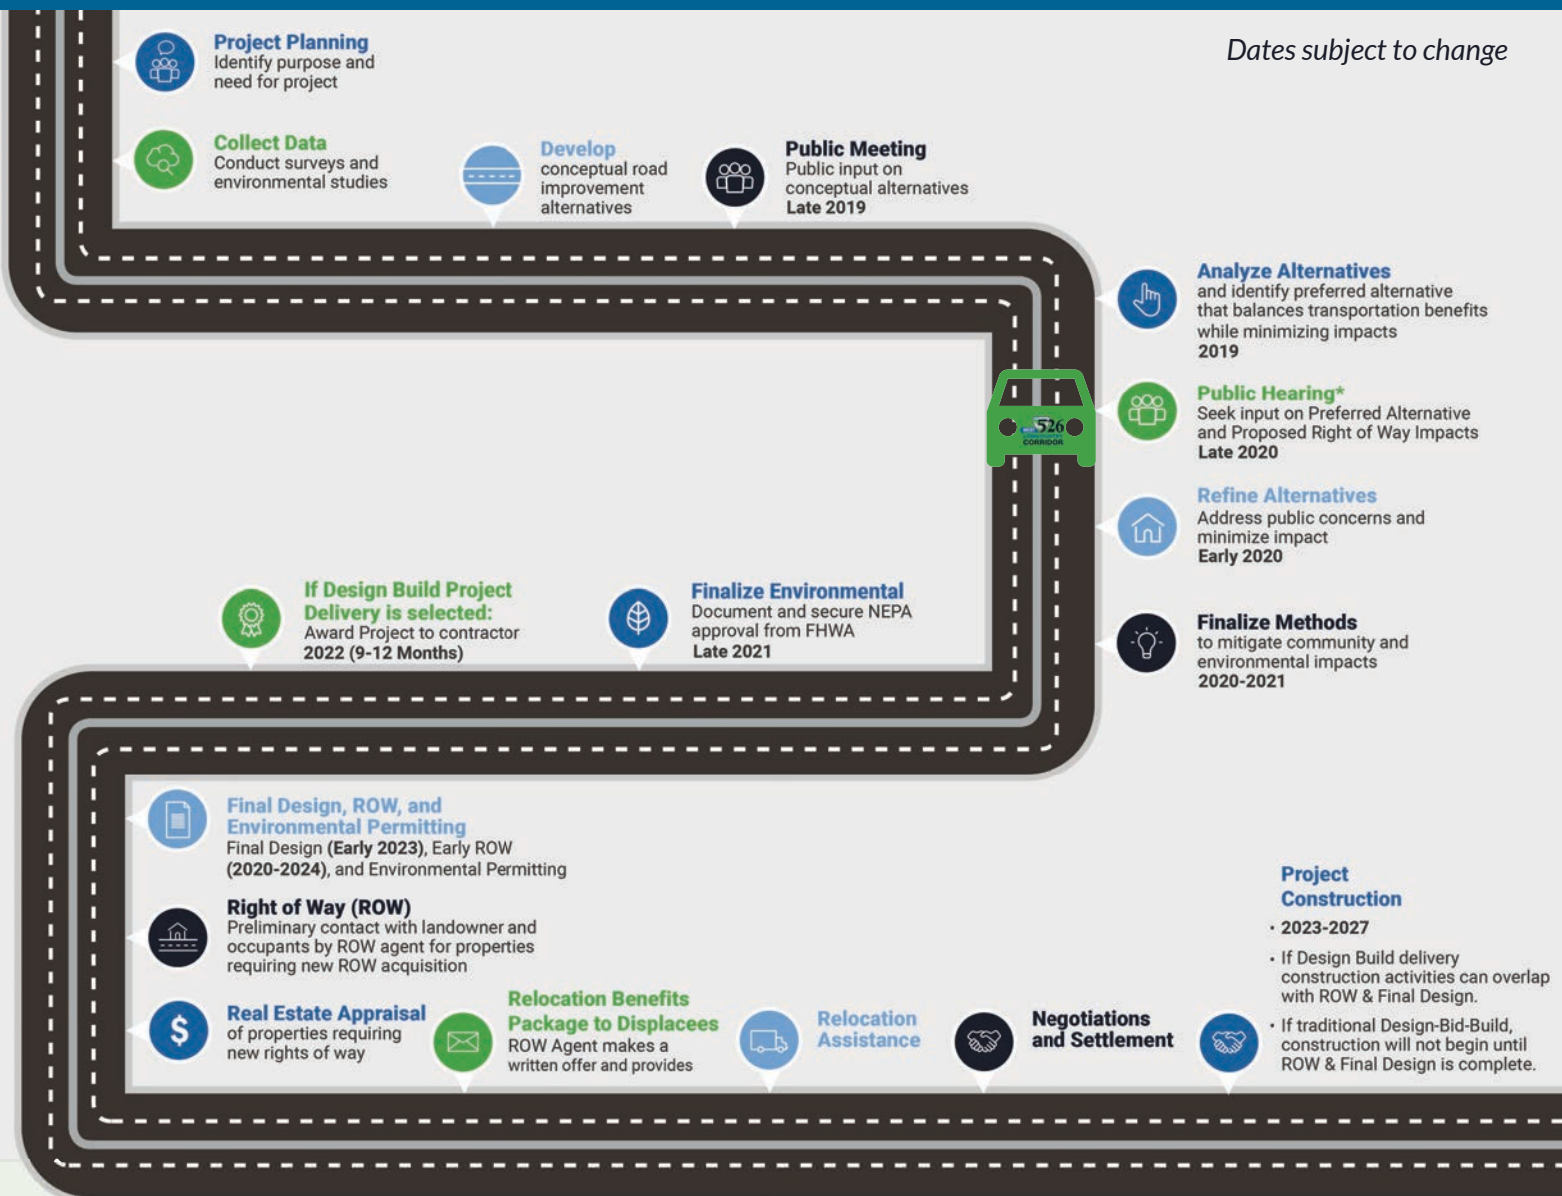 Dates subject to change
Project Planning
Identify purpose and
need for project
Collect Data
Conduct surveys and
environmental studies
Develop
conceptual road
improvement
alternatives
Public Meeting
Public input on
conceptual alternatives
Late 2019
Analyze Alternatives
and identify preferred alternative
that balances transportation benefits
while minimizing impacts
2019
Public Hearing*
Seek input on Preferred Alternative
and Proposed Right of Way Impacts
Late 2020
526
CORRIDOR
Refine Alternatives
Address public concerns and
minimize impact
Early 2020
Finalize Methods
to mitigate community and
environmental impacts
2020-2021
Finalize Environmental
Document and secure NEPA
approval from FHWA
Late 2021
If Design Build Project
Delivery is selected:
Award Project to contractor
2022 (9-12 Months)
Final Design, ROW, and
Environmental Permitting
Final Design (Early 2023), Early ROW
(2020-2024), and Environmental Permitting
Right of Way (ROW)
Preliminary contact with landowner and
occupants by ROW agent for properties
requiring new ROW acquisition
$
Real Estate Appraisal
of properties requiring
new rights of way
Relocation Benefits
Package to Displacees
ROW Agent makes a
written offer and provides
Relocation
Assistance
Negotiations
and Settlement
Project
Construction
· 2023-2027
· If Design Build delivery
construction activities can overlap
with ROW & Final Design.
· If traditional Design-Bid-Build,
construction will not begin until
ROW & Final Design is complete.